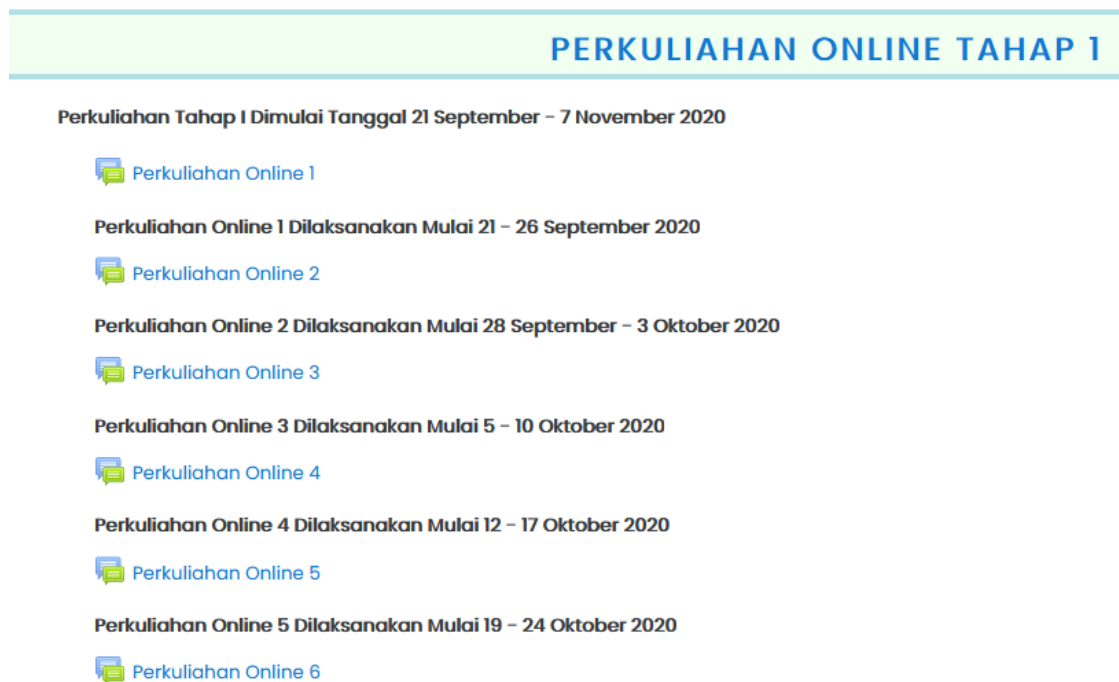 PERKULIAHAN ONLINE TAHAP 1
Perkuliahan Tahap I Dimulai Tanggal 21 September - 7 November 2020
Perkuliahan Online 1
Perkuliahan Online 1 Dilaksanakan Mulai 21 - 26 September 2020
Perkuliahan Online 2
Perkuliahan Online 2 Dilaksanakan Mulai 28 September - 3 Oktober 2020
Perkuliahan Online 3
Perkuliahan Online 3 Dilaksanakan Mulai 5 - 10 Oktober 2020
Perkuliahan Online 4
Perkuliahan Online 4 Dilaksanakan Mulai 12 - 17 Oktober 2020
Perkuliahan Online 5
Perkuliahan Online 5 Dilaksanakan Mulai 19 - 24 Oktober 2020
Perkuliahan Online 6